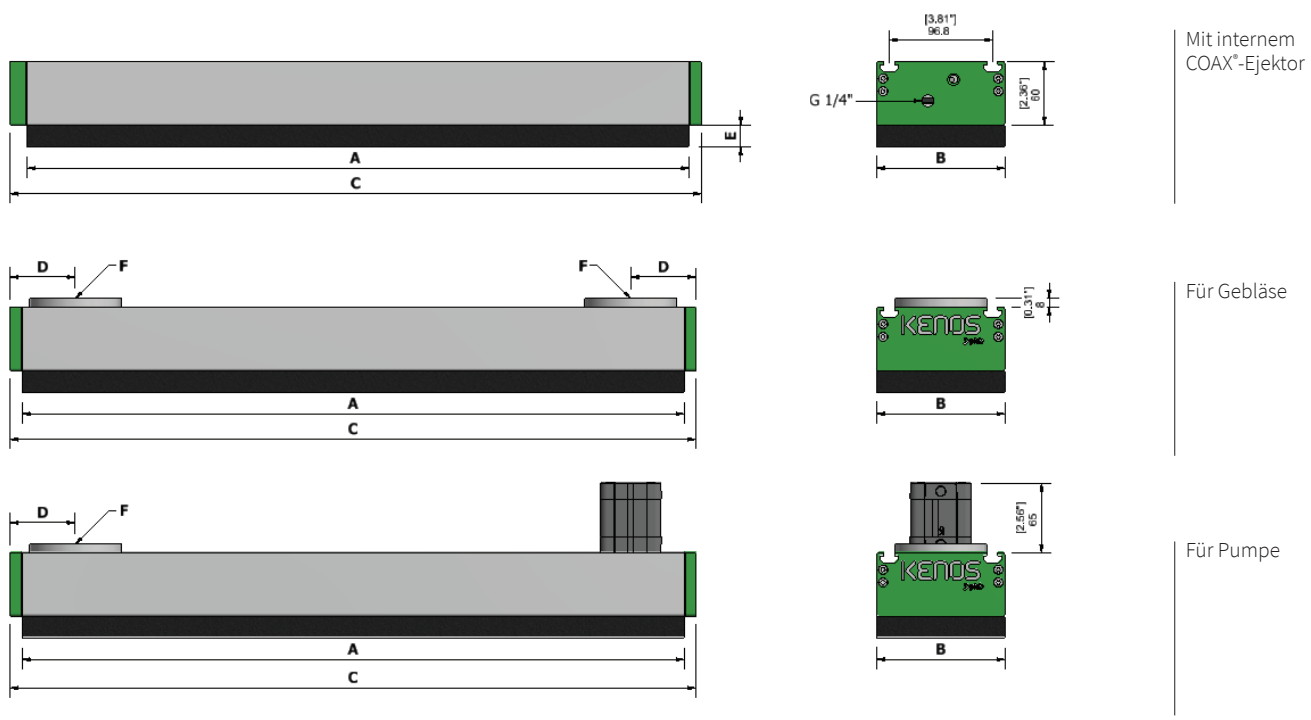 [3.81"]
96.8
G 1/4"
[2.36"]
60
E
A
C
B
Mit internem
COAX®-Ejektor
D
F
F
D
A
C
KENOS
[0.31"]
8
B
Für Gebläse
D
F
A
C
KENOS
[2.56"]
65
B
Für Pumpe